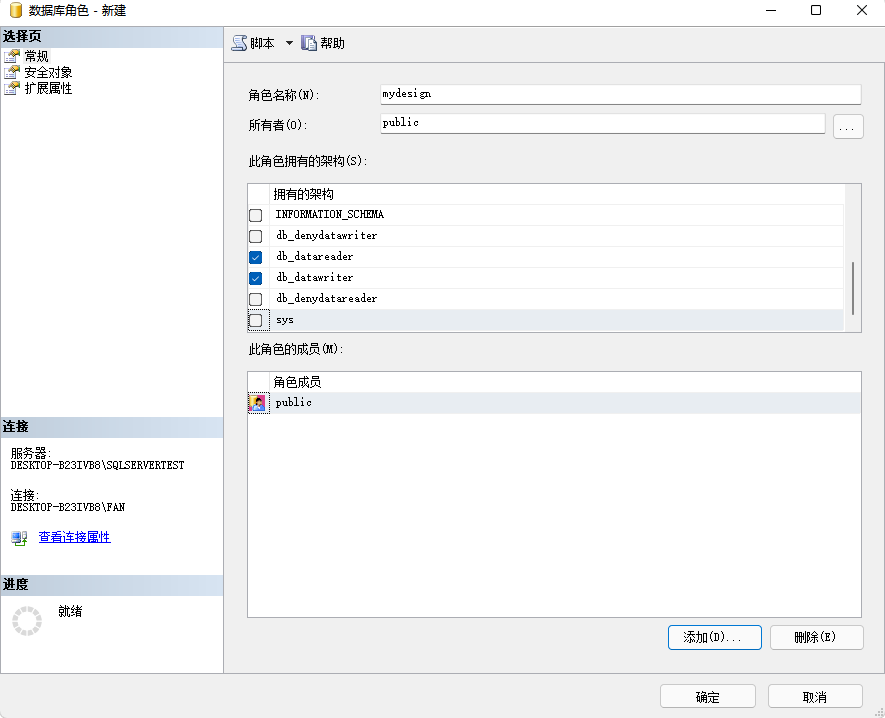 数据库角色 - 新建
选择页
常规
安全对象
扩展属性
脚本
帮助
角色名称(N):
mydesign
所有者(O):
public
...
此角色拥有的架构(S):
拥有的架构
INFORMATION_SCHEMA
db_denydatawriter
db_datareader
db_datawriter
db_denydatareader
sys
此角色的成员(M):
角色成员
public
连接
服务器:
DESKTOP-B23IVB8\SQLSERVERTEST
连接:
DESKTOP-B23IVB8\FAN
查看连接属性
进度
就绪
添加(D)...
删除(E)
确定
取消